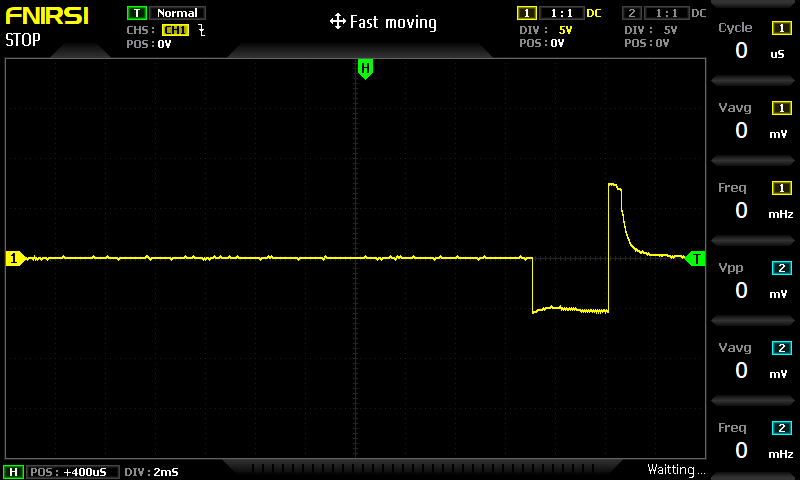 FNIRSI
STOP
T Normal
CHS: CH1
POS: 0V
Fast moving
1 1:1 DC
DIV: 5V
POS: 0V
2 1:1 DC
DIV: 5V
POS: 0V
H
1
T
Cycle 1
0 uS
Vavg 1
0 mV
Freq 1
0 mHz
Vpp 2
0 mV
Vavg 2
0 mV
Freq 2
0 mHz
H POS: +400uS DIV: 2mS
Waitting...